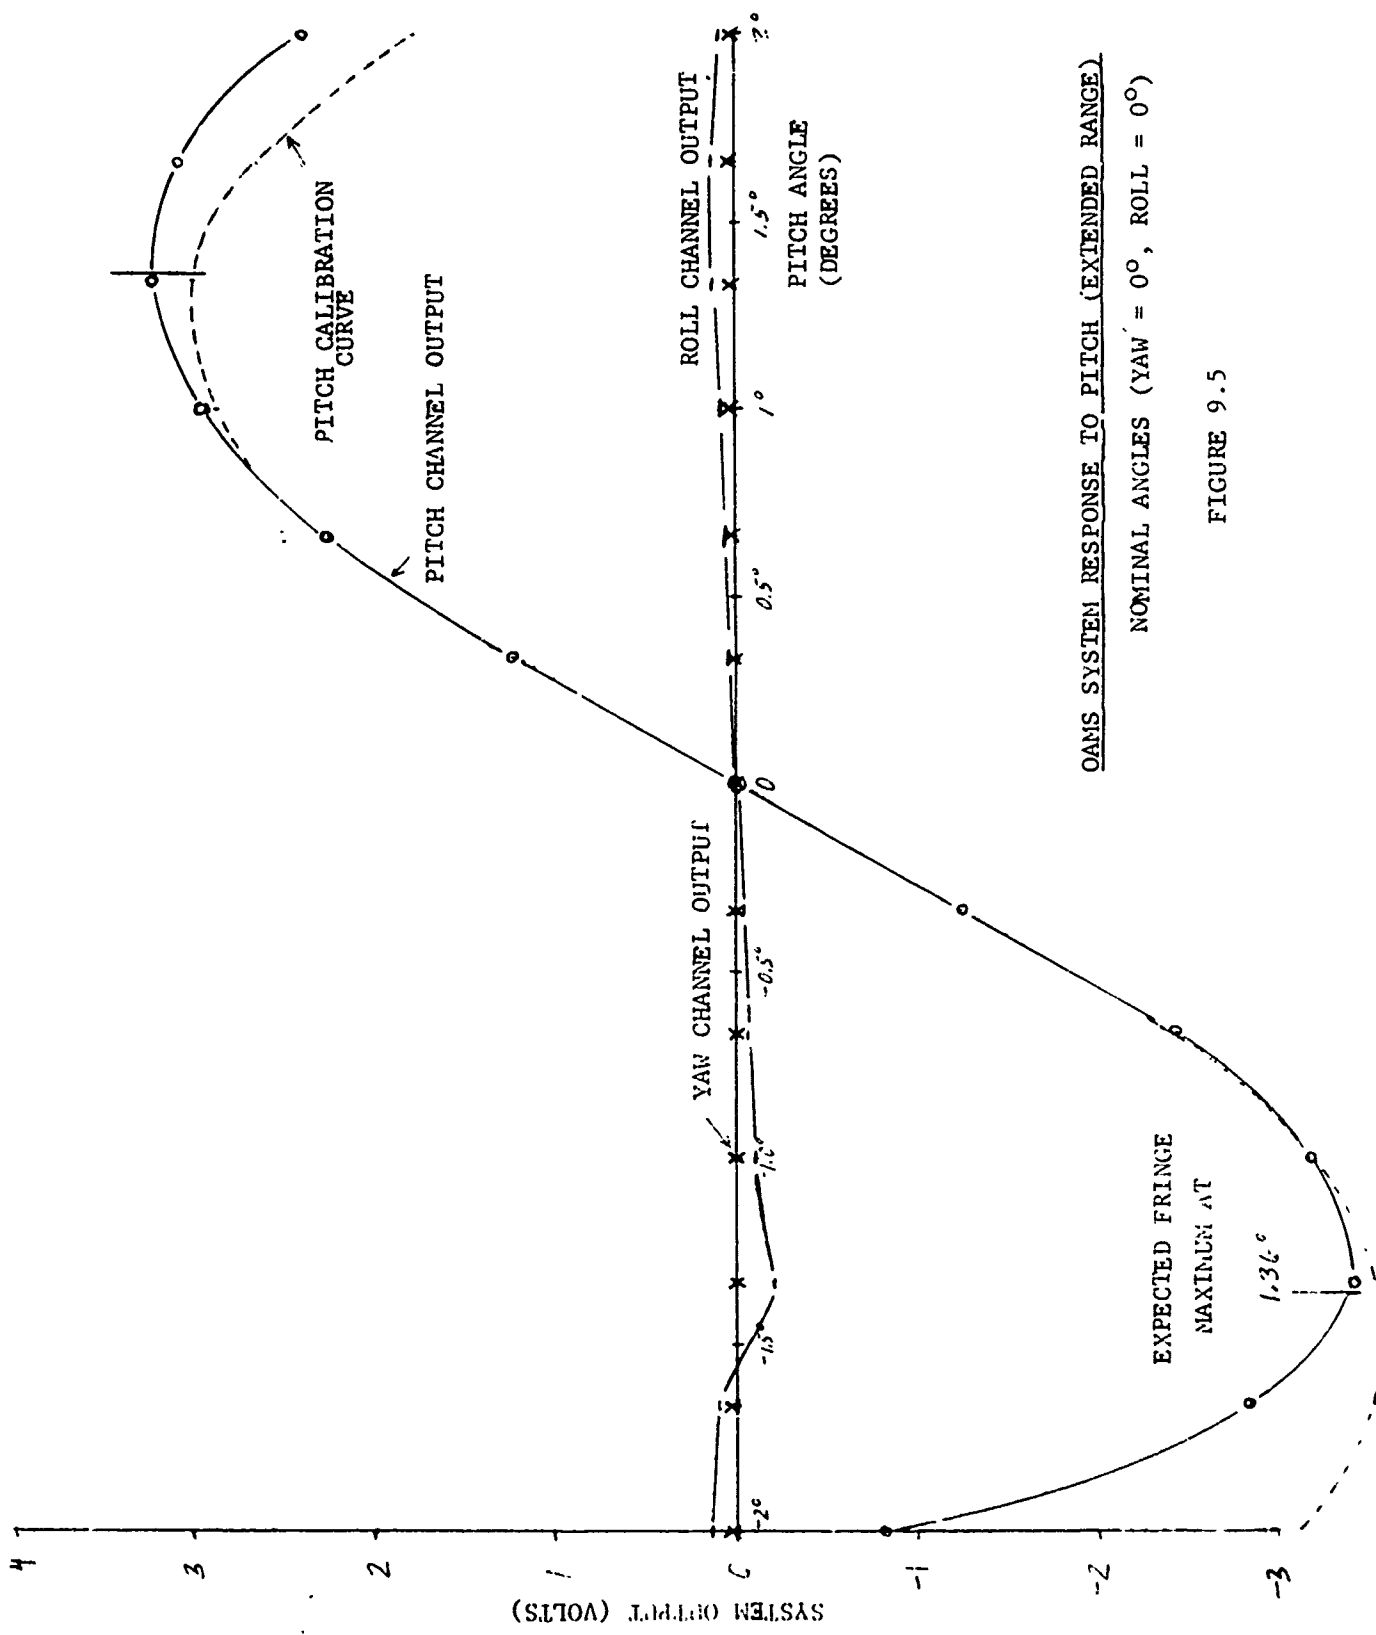 4
3
2
1
0
-1
-2
-3
SYSTEM OUTPUT (VOLTS)
-2°
-1.5
-1.0°
-0.5°
0
0.5°
1°
1.5°
2°
PITCH ANGLE
(DEGREES)
PITCH CALIBRATION
CURVE
PITCH CHANNEL OUTPUT
ROLL CHANNEL OUTPUT
YAW CHANNEL OUTPUT
EXPECTED FRINGE
MAXIMUM AT
1.36°
OAMS SYSTEM RESPONSE TO PITCH (EXTENDED RANGE)
NOMINAL ANGLES (YAW = 0°, ROLL = 0°)
FIGURE 9.5